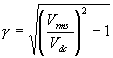 γ = √((V_rms / V_dc)² − 1)